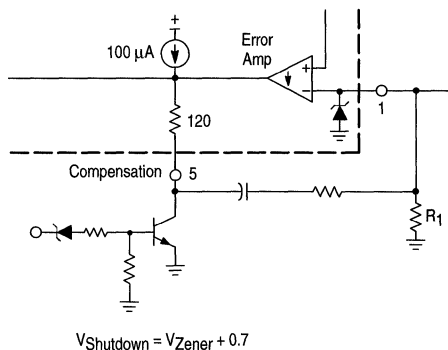 +
100 µA
Error
Amp
+
−
1
120
Compensation
5
R1
VShutdown = VZener + 0.7